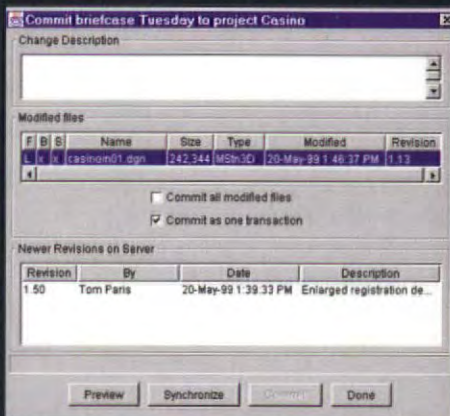 Commit briefcase Tuesday to project Casino
Change Description
Modified files
F B S Name Size Type Modified Revision
L x x casinom01.dgn 242,344 MStn3D 20-May-99 1:46:37 PM 1.13
Commit all modified files
Commit as one transaction
Newer Revisions on Server
Revision By Date Description
1.50 Tom Paris 20-May-99 1:39:33 PM Enlarged registration de...
Preview Synchronize Commit Done